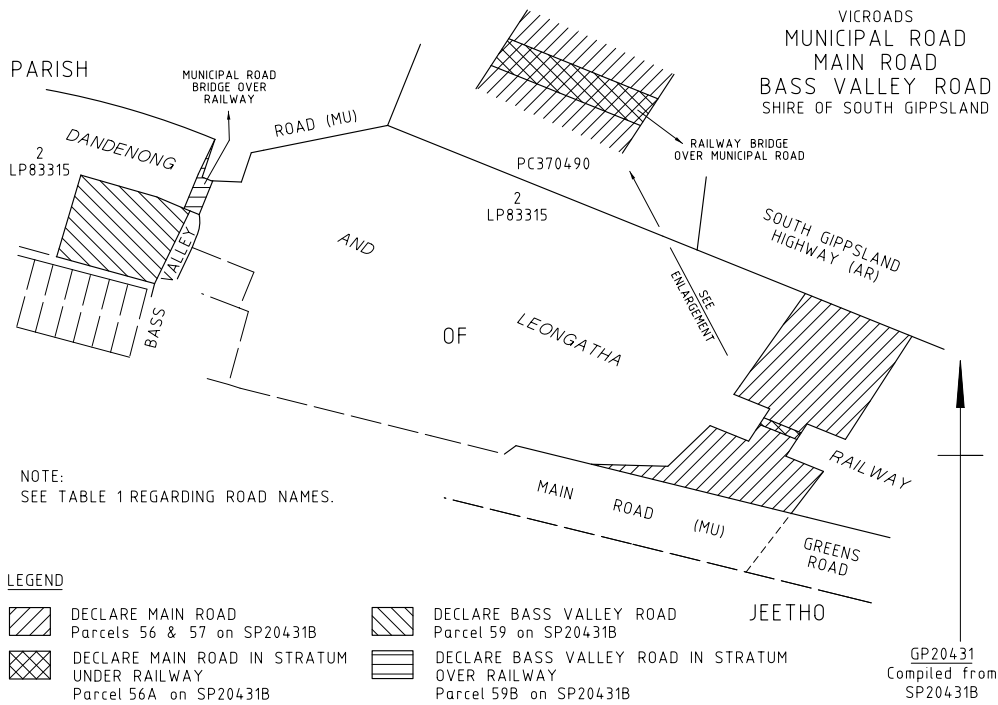 VICROADS
MUNICIPAL ROAD
MAIN ROAD
BASS VALLEY ROAD
SHIRE OF SOUTH GIPPSLAND
PARISH
MUNICIPAL ROAD
BRIDGE OVER
RAILWAY
ROAD (MU)
DANDENONG
2
LP83315
RAILWAY BRIDGE
OVER MUNICIPAL ROAD
PC370490
2
LP83315
SOUTH GIPPSLAND
HIGHWAY (AR)
AND
VALLEY
BASS
SEE
ENLARGEMENT
OF
LEONGATHA
RAILWAY
NOTE:
SEE TABLE 1 REGARDING ROAD NAMES.
MAIN
ROAD
(MU)
GREENS
ROAD
JEETHO
LEGEND
DECLARE MAIN ROAD
Parcels 56 & 57 on SP20431B
DECLARE MAIN ROAD IN STRATUM
UNDER RAILWAY
Parcel 56A on SP20431B
DECLARE BASS VALLEY ROAD
Parcel 59 on SP20431B
DECLARE BASS VALLEY ROAD IN STRATUM
OVER RAILWAY
Parcel 59B on SP20431B
GP20431
Compiled from
SP20431B